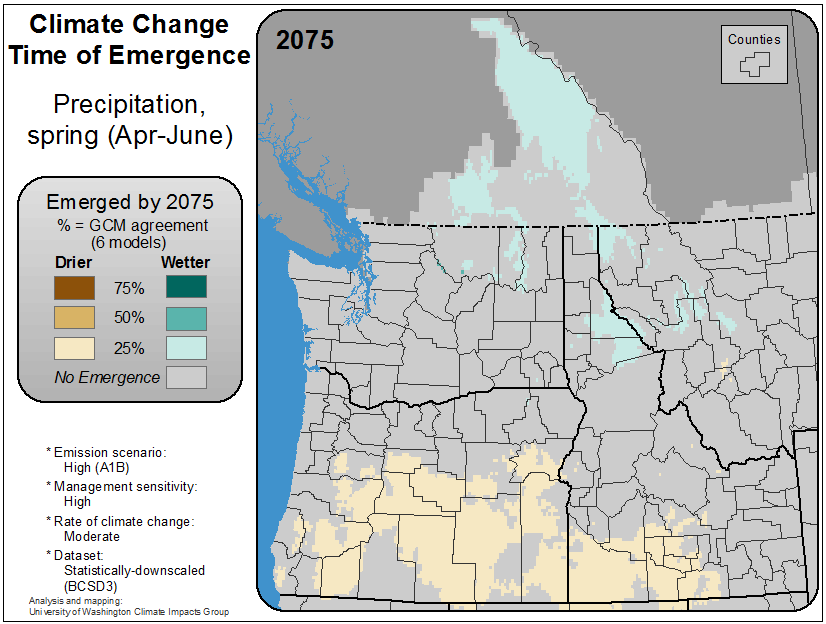 Climate Change
Time of Emergence
Precipitation,
spring (Apr-June)
Emerged by 2075
% = GCM agreement
(6 models)
Drier Wetter
75%
50%
25%
No Emergence
* Emission scenario:
High (A1B)
* Management sensitivity:
High
* Rate of climate change:
Moderate
* Dataset:
Statistically-downscaled
(BCSD3)
Analysis and mapping:
University of Washington Climate Impacts Group
2075
Counties